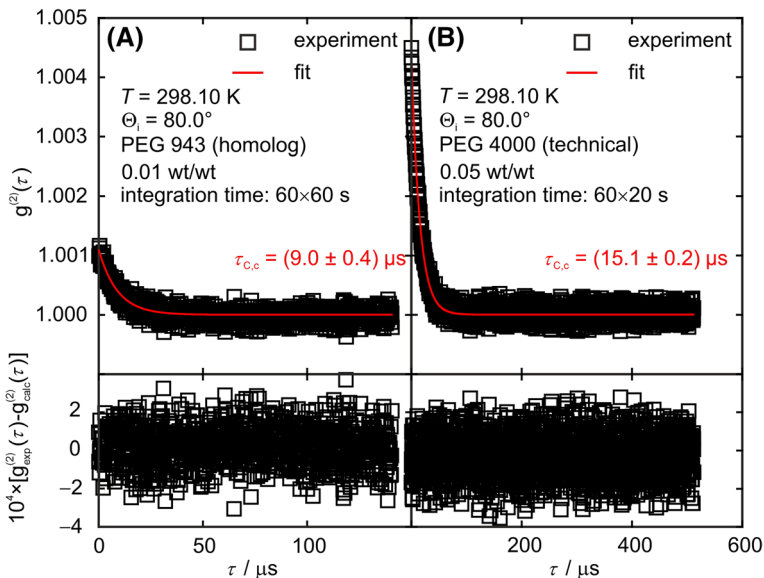 (A)
experiment
fit
T = 298.10 K
Θi = 80.0°
PEG 943 (homolog)
0.01 wt/wt
integration time: 60×60 s
τC,c = (9.0 ± 0.4) µs
(B)
experiment
fit
T = 298.10 K
Θi = 80.0°
PEG 4000 (technical)
0.05 wt/wt
integration time: 60×20 s
τC,c = (15.1 ± 0.2) µs
g(2)(τ)
1.005
1.004
1.003
1.002
1.001
1.000
10⁴×[g(2)exp(τ)-g(2)calc(τ)]
2
0
−2
−4
0 50 100
200 400 600
τ / µs
τ / µs